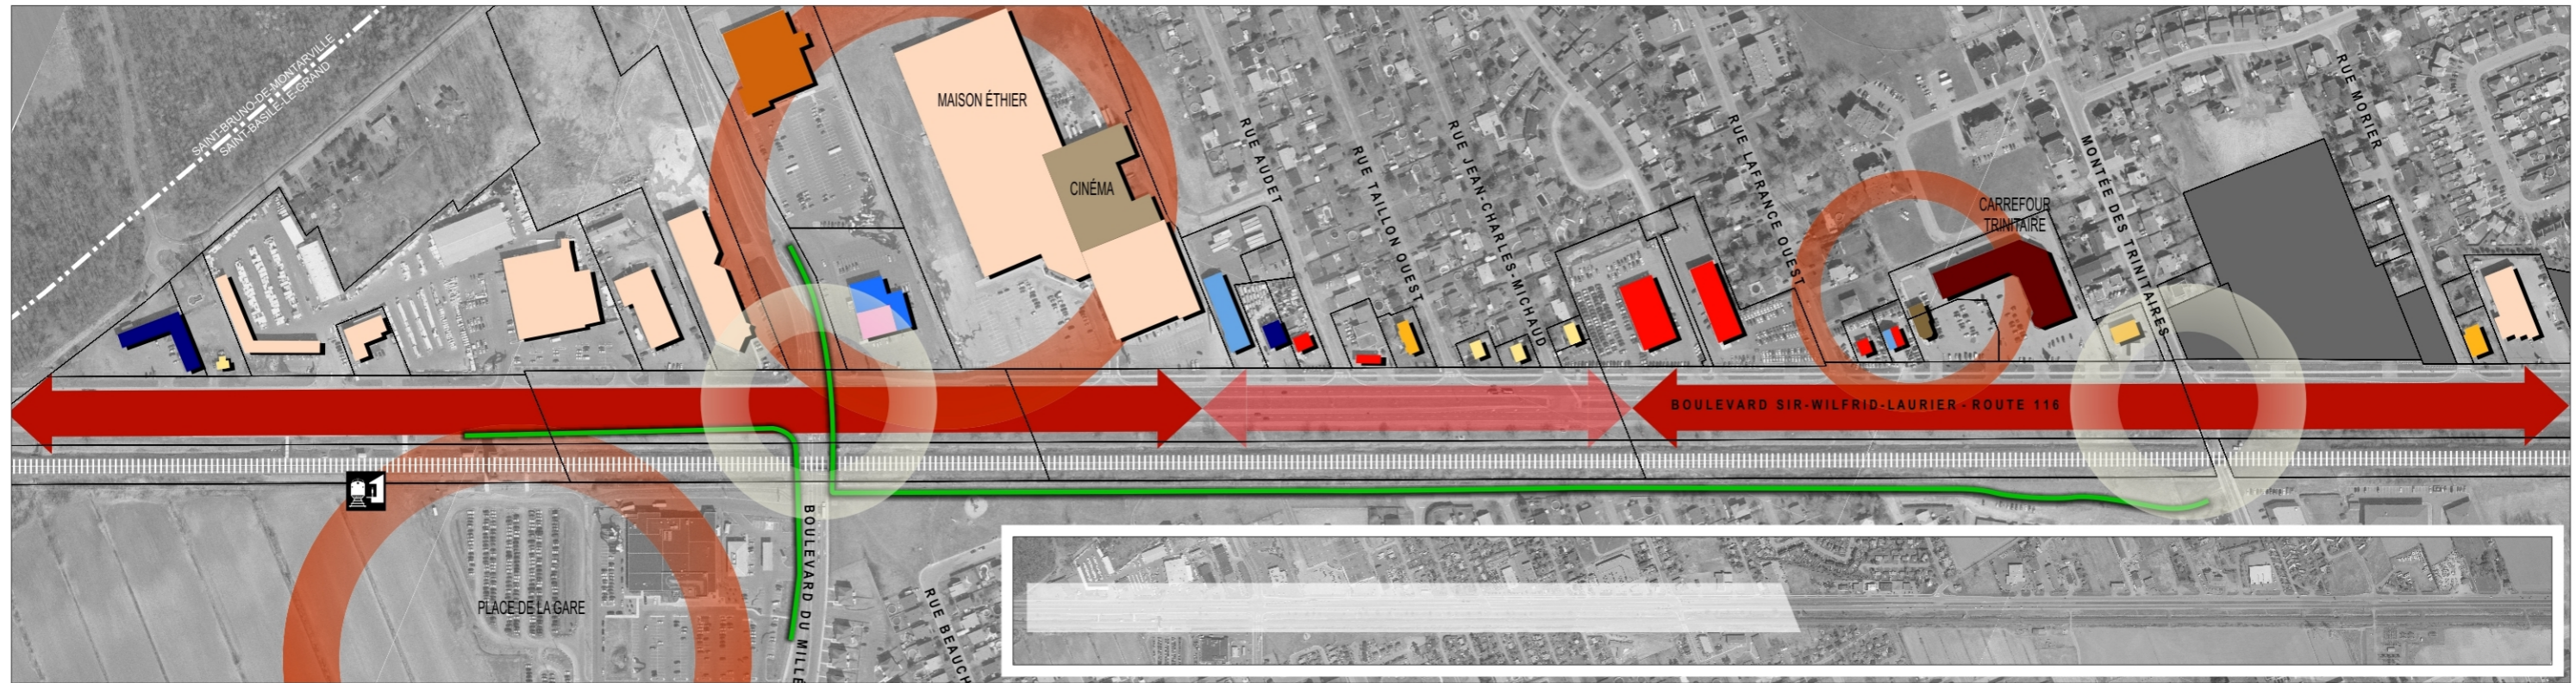 SAINT-BRUNO-DE-MONTARVILLE
SAINT-BASILE-LE-GRAND
MAISON ÉTHIER
CINÉMA
RUE AUDET
RUE TAILLON OUEST
RUE JEAN-CHARLES-MICHAUD
RUE LAFRANCE OUEST
CARREFOUR
TRINITAIRE
MONTÉE DES TRINITAIRES
RUE MORIER
BOULEVARD SIR-WILFRID-LAURIER - ROUTE 116
PLACE DE LA GARE
BOULEVARD DU MILLE
RUE BEAUCH